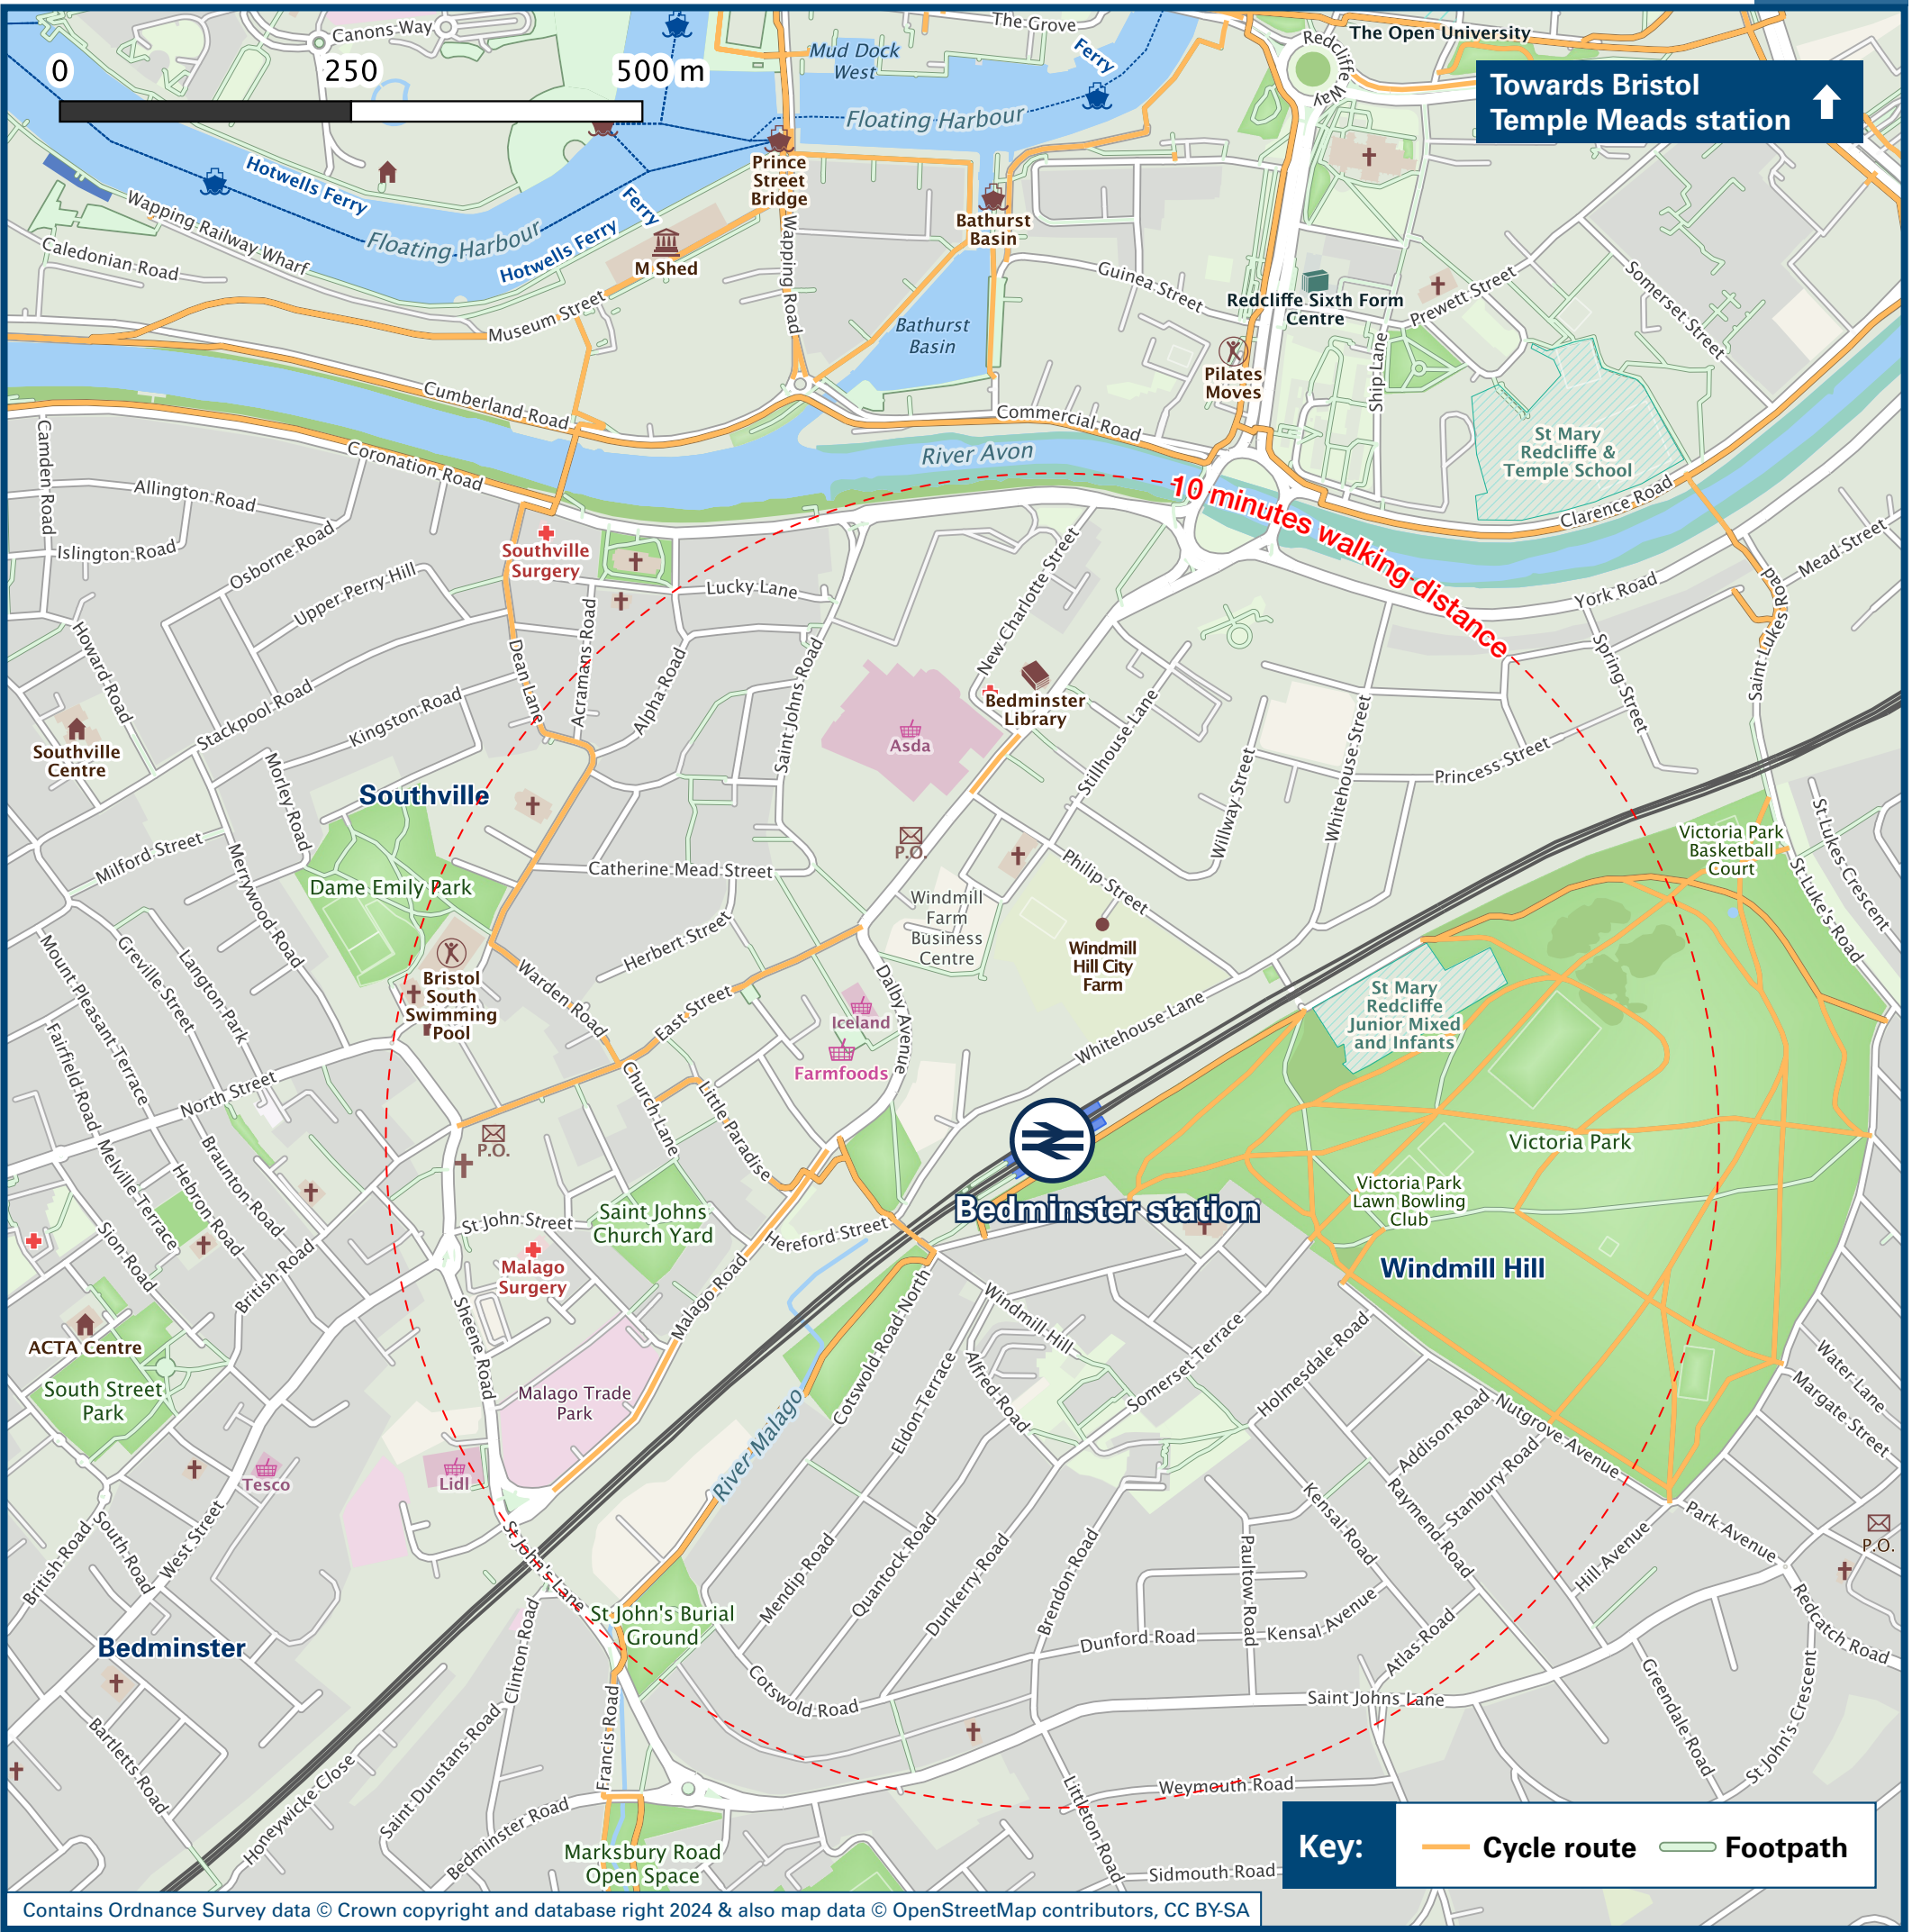 Canons Way
The Grove
The Open University
Redcliffe Way
0
250
500 m
Mud Dock
West
Ferry
Towards Bristol
Temple Meads station
Floating Harbour
Hotwells Ferry
Prince
Street
Bridge
Ferry
Wapping Railway Wharf
Bathurst
Basin
Floating Harbour
Hotwells Ferry
M Shed
Caledonian Road
Wapping Road
Guinea Street
Redcliffe Sixth Form
Centre
Prewett Street
Somerset Street
Museum Street
Bathurst
Basin
Ship Lane
Pilates
Moves
Cumberland Road
Commercial Road
St Mary
Redcliffe &
Temple School
Camden Road
Coronation Road
River Avon
Clarence Road
Allington Road
10 minutes walking distance
Islington Road
Osborne Road
Southville
Surgery
Mead Street
Upper Perry Hill
Lucky Lane
New Charlotte Street
York Road
Saint Lukes Road
Howard Road
Dean Lane
Acramans Road
Alpha Road
Saint Johns Road
Spring Street
Stackpool Road
Kingston Road
Bedminster
Library
Stillhouse Lane
Southville
Centre
Asda
Whitehouse Street
Willway Street
Princess Street
Morley Road
Southville
P.O.
Victoria Park
Basketball
Court
St Lukes Crescent
Milford Street
Merrywood Road
Catherine Mead Street
Philip Street
St Luke's Road
Dame Emily Park
Windmill
Farm
Business
Centre
Windmill
Hill City
Farm
Herbert Street
Mount Pleasant Terrace
Greville Street
Langton Park
Bristol
South
Swimming
Pool
Warden Road
East Street
Dalby Avenue
Iceland
Farmfoods
Whitehouse Lane
St Mary
Redcliffe
Junior Mixed
and Infants
Fairfield Road
North Street
Church Lane
Little Paradise
P.O.
Victoria Park
Melville Terrace
Hebron Road
Braunton Road
Saint Johns
Church Yard
Bedminster station
Victoria Park
Lawn Bowling
Club
St John Street
Hereford Street
Sion Road
British Road
Malago
Surgery
Malago Road
Windmill Hill
ACTA Centre
Sheene Road
Cotswold Road North
Windmill Hill
Somerset Terrace
Holmesdale Road
Water Lane
South Street
Park
Malago Trade
Park
Eldon Terrace
Alfred Road
Margate Street
Nutgrove Avenue
Addison Road
Tesco
Lidl
River Malago
Stanbury Road
Raymend Road
Kensal Road
British Road
South Road
West Street
St John's Lane
Park Avenue
P.O.
Mendip Road
Quantock Road
Dunkerry Road
Brendon Road
Paultow Road
Hill Avenue
Bedminster
St John's Burial
Ground
Dunford Road
Kensal Avenue
Atlas Road
Redcatch Road
Clinton Road
Cotswold Road
Saint Johns Lane
Greendale Road
St John's Crescent
Bartletts Road
Honeywicke Close
Saint Dunstans Road
Francis Road
Littleton Road
Weymouth Road
Bedminster Road
Marksbury Road
Open Space
Sidmouth Road
Key:
Cycle route
Footpath
Contains Ordnance Survey data © Crown copyright and database right 2024 & also map data © OpenStreetMap contributors, CC BY-SA